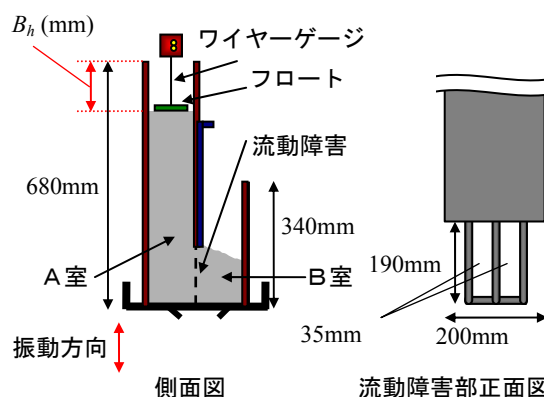 Bh (mm)
ワイヤーゲージ
フロート
流動障害
680mm
340mm
A室
B室
振動方向
側面図
190mm
35mm
200mm
流動障害部正面図